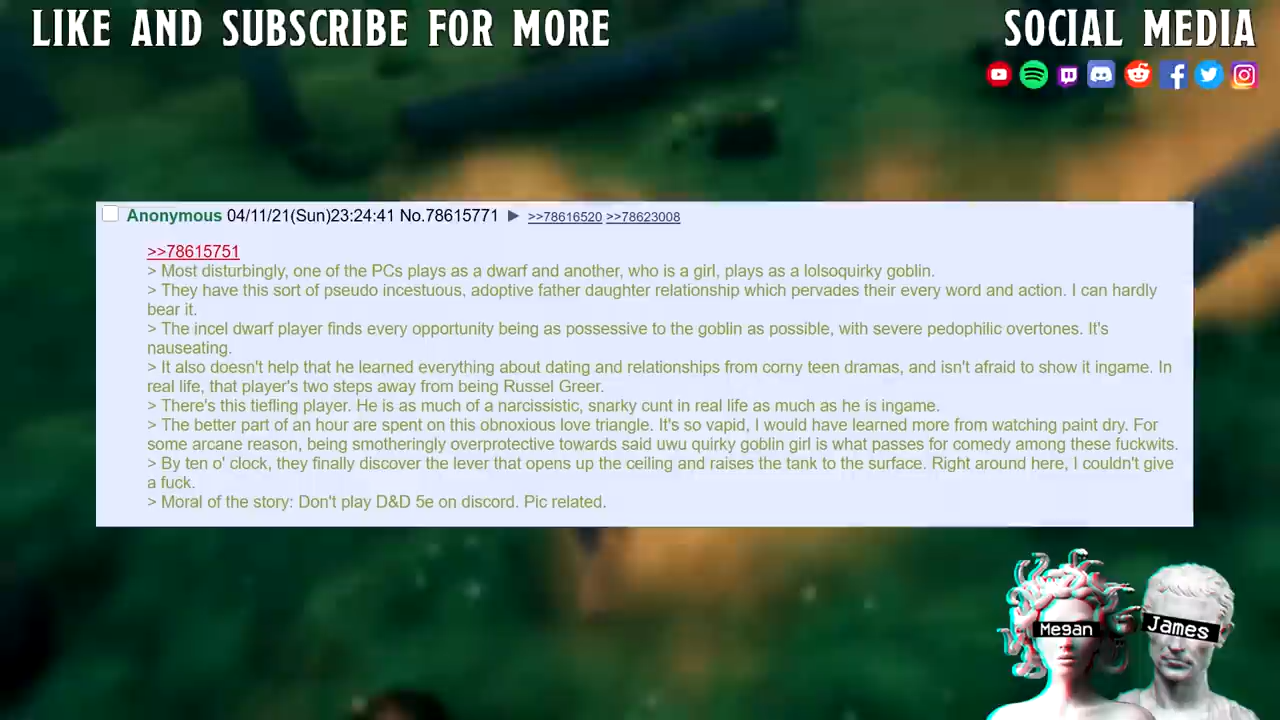 LIKE AND SUBSCRIBE FOR MORE
SOCIAL MEDIA
Anonymous 04/11/21(Sun)23:24:41 No.78615771 ▶ >>78616520 >>78623008
>>78615751
> Most disturbingly, one of the PCs plays as a dwarf and another, who is a girl, plays as a lolsoquirky goblin.
> They have this sort of pseudo incestuous, adoptive father daughter relationship which pervades their every word and action. I can hardly
bear it.
> The incel dwarf player finds every opportunity being as possessive to the goblin as possible, with severe pedophilic overtones. It's
nauseating.
> It also doesn't help that he learned everything about dating and relationships from corny teen dramas, and isn't afraid to show it ingame. In
real life, that player's two steps away from being Russel Greer.
> There's this tiefling player. He is as much of a narcissistic, snarky cunt in real life as much as he is ingame.
> The better part of an hour are spent on this obnoxious love triangle. It's so vapid, I would have learned more from watching paint dry. For
some arcane reason, being smotheringly overprotective towards said uwu quirky goblin girl is what passes for comedy among these fuckwits.
> By ten o' clock, they finally discover the lever that opens up the ceiling and raises the tank to the surface. Right around here, I couldn't give
a fuck.
> Moral of the story: Don't play D&D 5e on discord. Pic related.
Megan
James